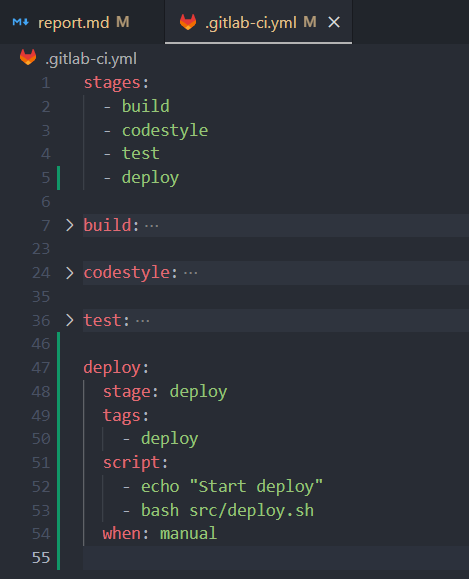 report.md M
.gitlab-ci.yml M
.gitlab-ci.yml
1 stages:
2   - build
3   - codestyle
4   - test
5   - deploy
6
7 build: ...
23
24 codestyle: ...
35
36 test: ...
46
47 deploy:
48   stage: deploy
49   tags:
50     - deploy
51   script:
52     - echo "Start deploy"
53     - bash src/deploy.sh
54   when: manual
55